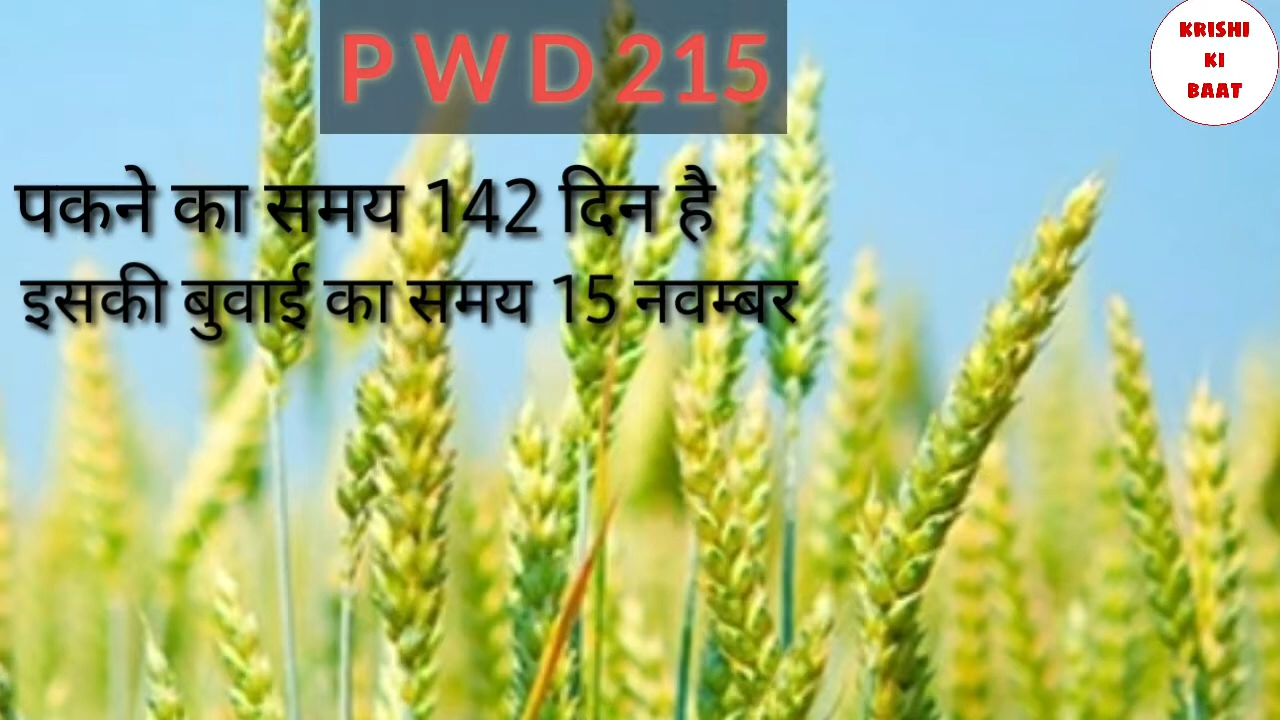 P W D 215
KRISHI
KI
BAAT
पकने का समय 142 दिन है
इसकी बुवाई का समय 15 नवम्बर